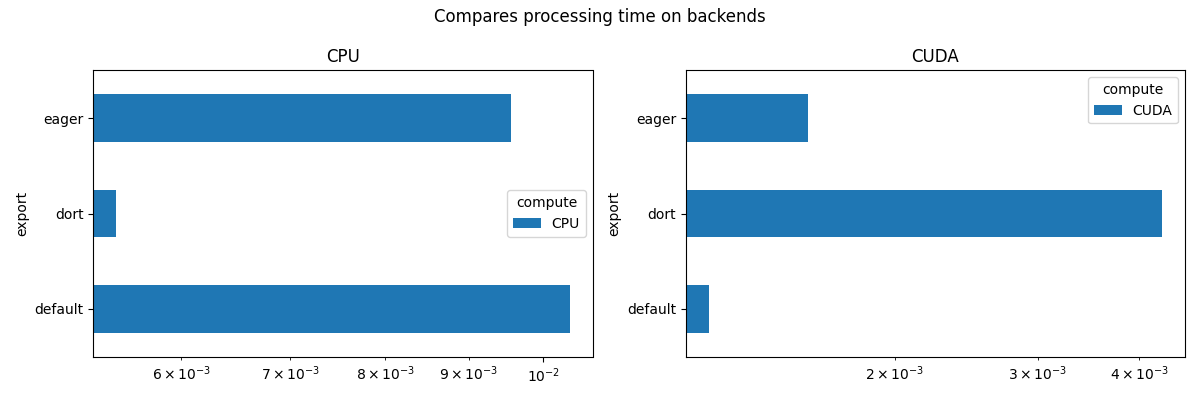 Compares processing time on backends
CPU
export
eager
dort
default
compute
CPU
6 × 10⁻³
7 × 10⁻³
8 × 10⁻³
9 × 10⁻³
10⁻²
CUDA
export
eager
dort
default
compute
CUDA
2 × 10⁻³
3 × 10⁻³
4 × 10⁻³